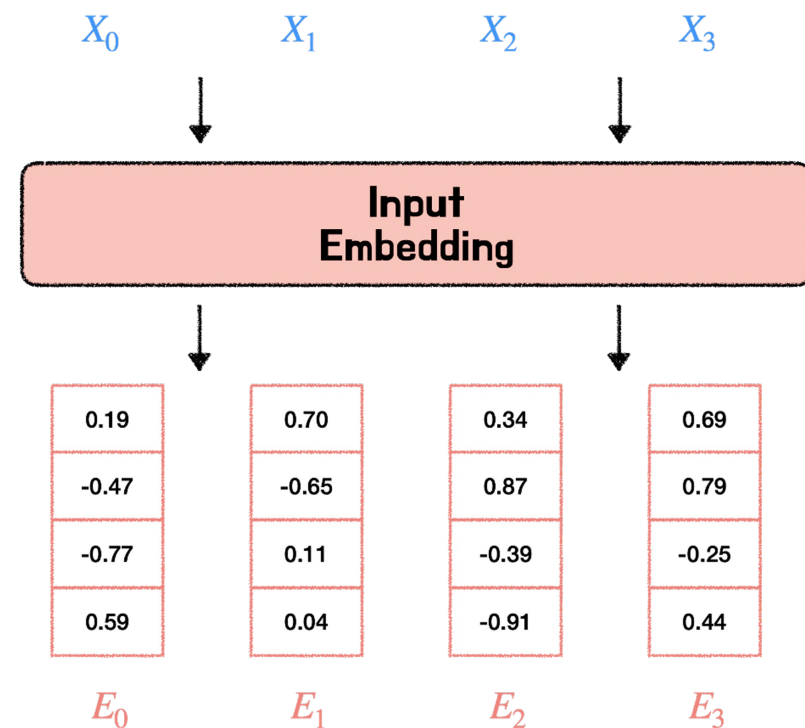 X₀ X₁ X₂ X₃
Input
Embedding
0.19 0.70 0.34 0.69
-0.47 -0.65 0.87 0.79
-0.77 0.11 -0.39 -0.25
0.59 0.04 -0.91 0.44
E₀ E₁ E₂ E₃